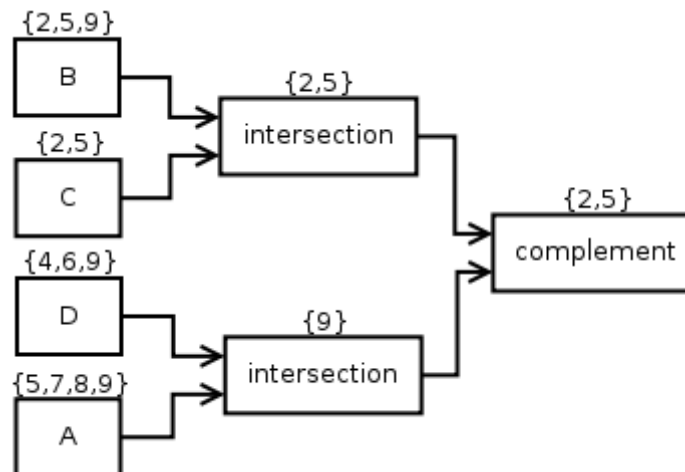 {2,5,9}
B
{2,5}
intersection
{2,5}
C
{2,5}
complement
{4,6,9}
D
{9}
intersection
{5,7,8,9}
A